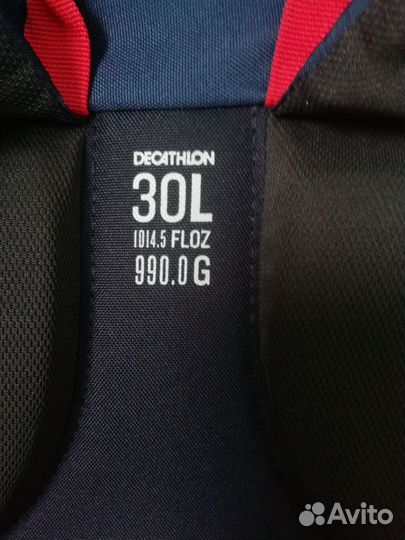 DECATHLON
30L
1014.5 FLOZ
990.0 G
Avito